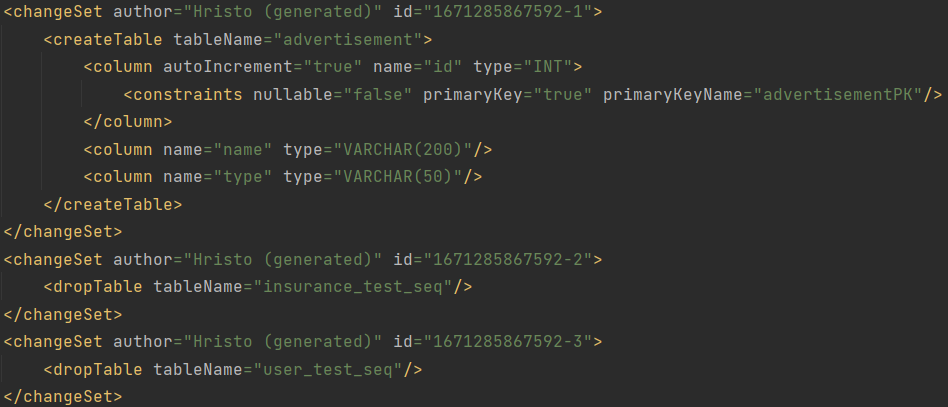 <changeSet author="Hristo (generated)" id="1671285867592-1">
    <createTable tableName="advertisement">
        <column autoIncrement="true" name="id" type="INT">
            <constraints nullable="false" primaryKey="true" primaryKeyName="advertisementPK"/>
        </column>
        <column name="name" type="VARCHAR(200)"/>
        <column name="type" type="VARCHAR(50)"/>
    </createTable>
</changeSet>
<changeSet author="Hristo (generated)" id="1671285867592-2">
    <dropTable tableName="insurance_test_seq"/>
</changeSet>
<changeSet author="Hristo (generated)" id="1671285867592-3">
    <dropTable tableName="user_test_seq"/>
</changeSet>